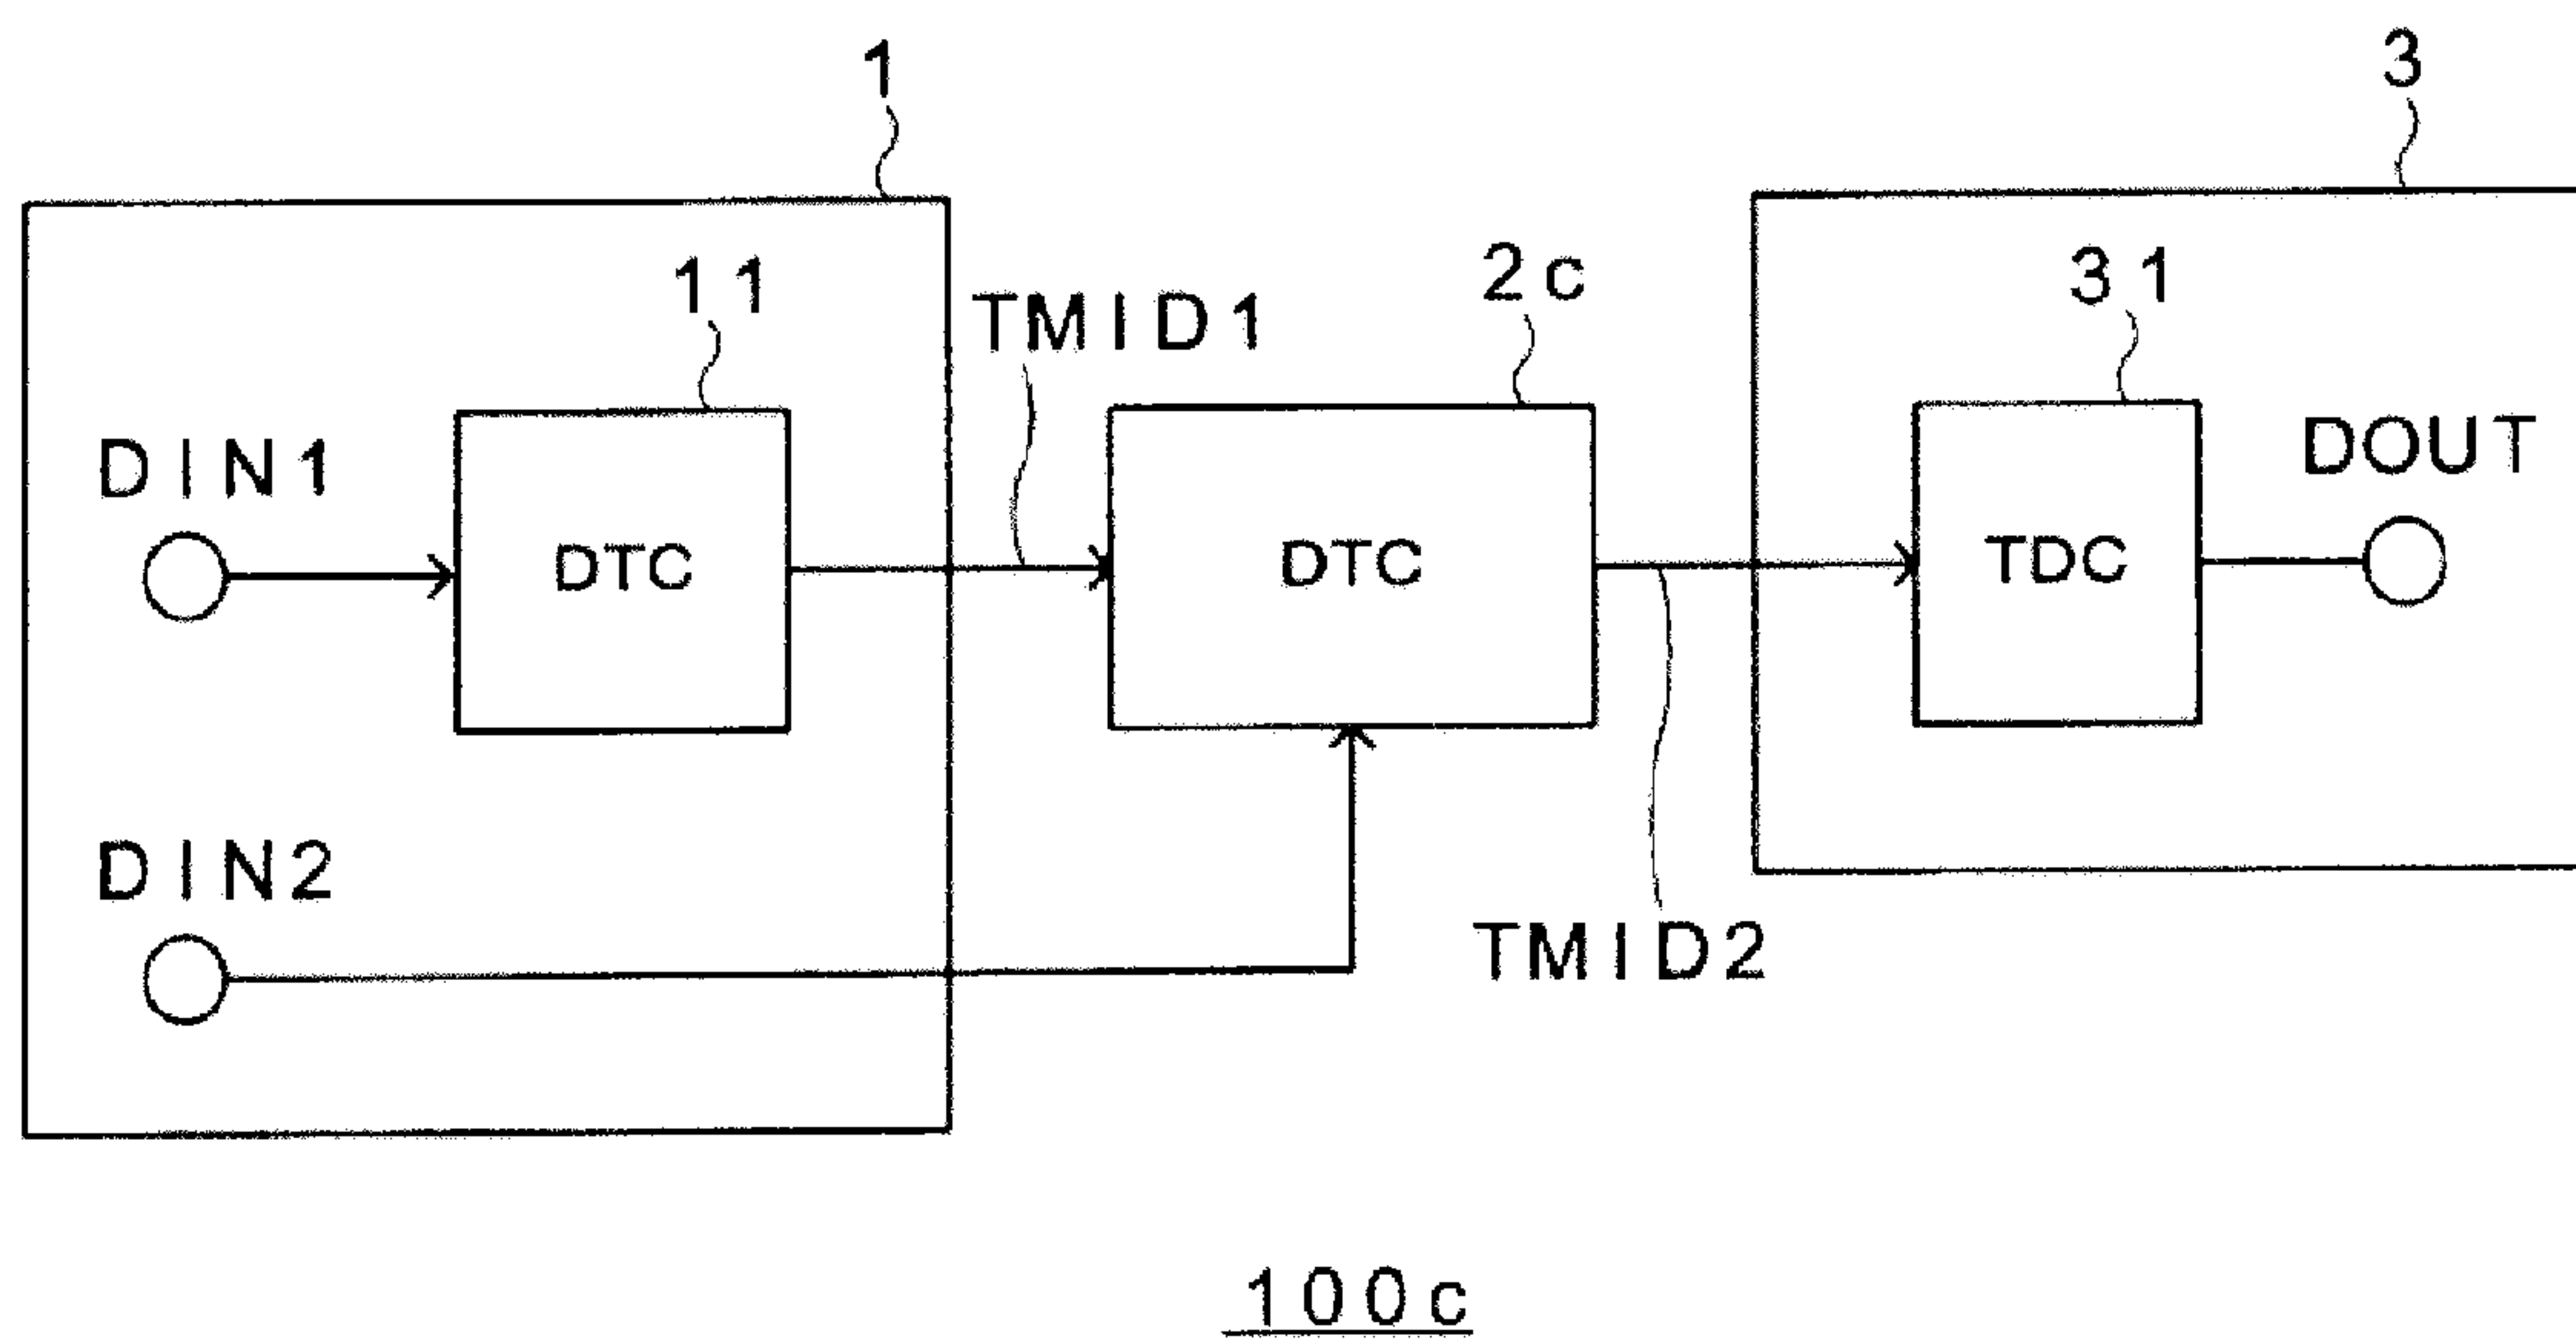 1
3
11
TMID1
2c
31
DIN1
DTC
DTC
TDC
DOUT
DIN2
TMID2
100c